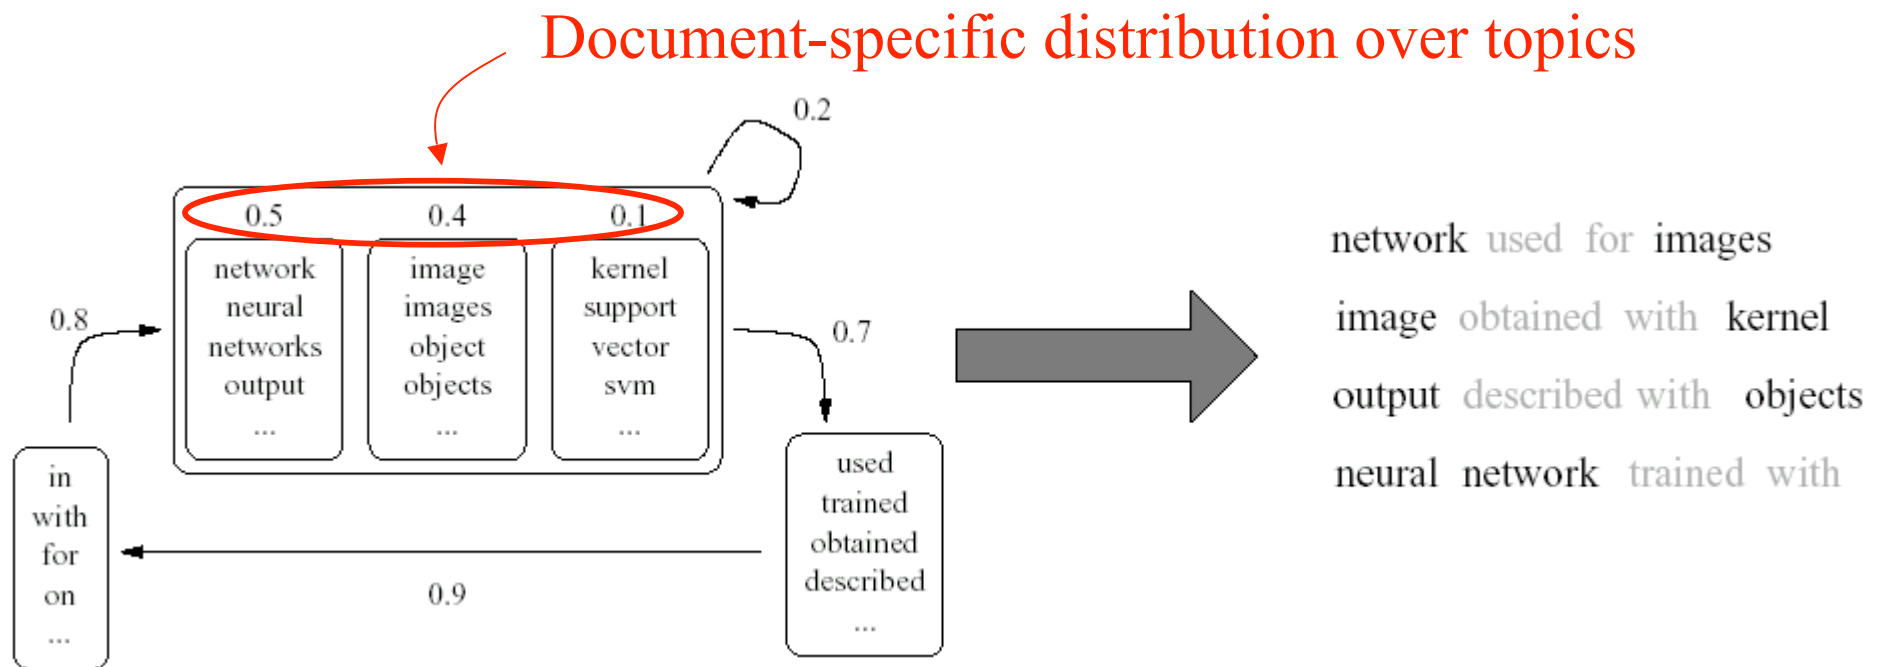 Document-specific distribution over topics
0.2
0.5 0.4 0.1
network
neural
networks
output
...
image
images
object
objects
...
kernel
support
vector
svm
...
0.8
0.7
in
with
for
on
...
0.9
used
trained
obtained
described
...
network used for images
image obtained with kernel
output described with objects
neural network trained with